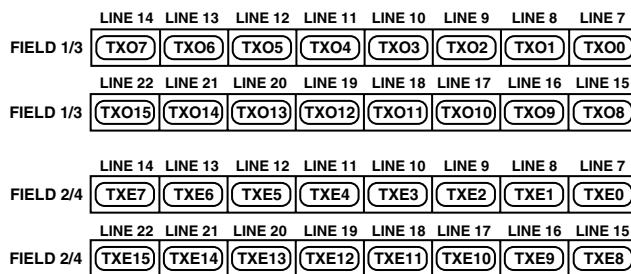 LINE 14 LINE 13 LINE 12 LINE 11 LINE 10 LINE 9 LINE 8 LINE 7
FIELD 1/3 TXO7 TXO6 TXO5 TXO4 TXO3 TXO2 TXO1 TXO0
LINE 22 LINE 21 LINE 20 LINE 19 LINE 18 LINE 17 LINE 16 LINE 15
FIELD 1/3 TXO15 TXO14 TXO13 TXO12 TXO11 TXO10 TXO9 TXO8
LINE 14 LINE 13 LINE 12 LINE 11 LINE 10 LINE 9 LINE 8 LINE 7
FIELD 2/4 TXE7 TXE6 TXE5 TXE4 TXE3 TXE2 TXE1 TXE0
LINE 22 LINE 21 LINE 20 LINE 19 LINE 18 LINE 17 LINE 16 LINE 15
FIELD 2/4 TXE15 TXE14 TXE13 TXE12 TXE11 TXE10 TXE9 TXE8